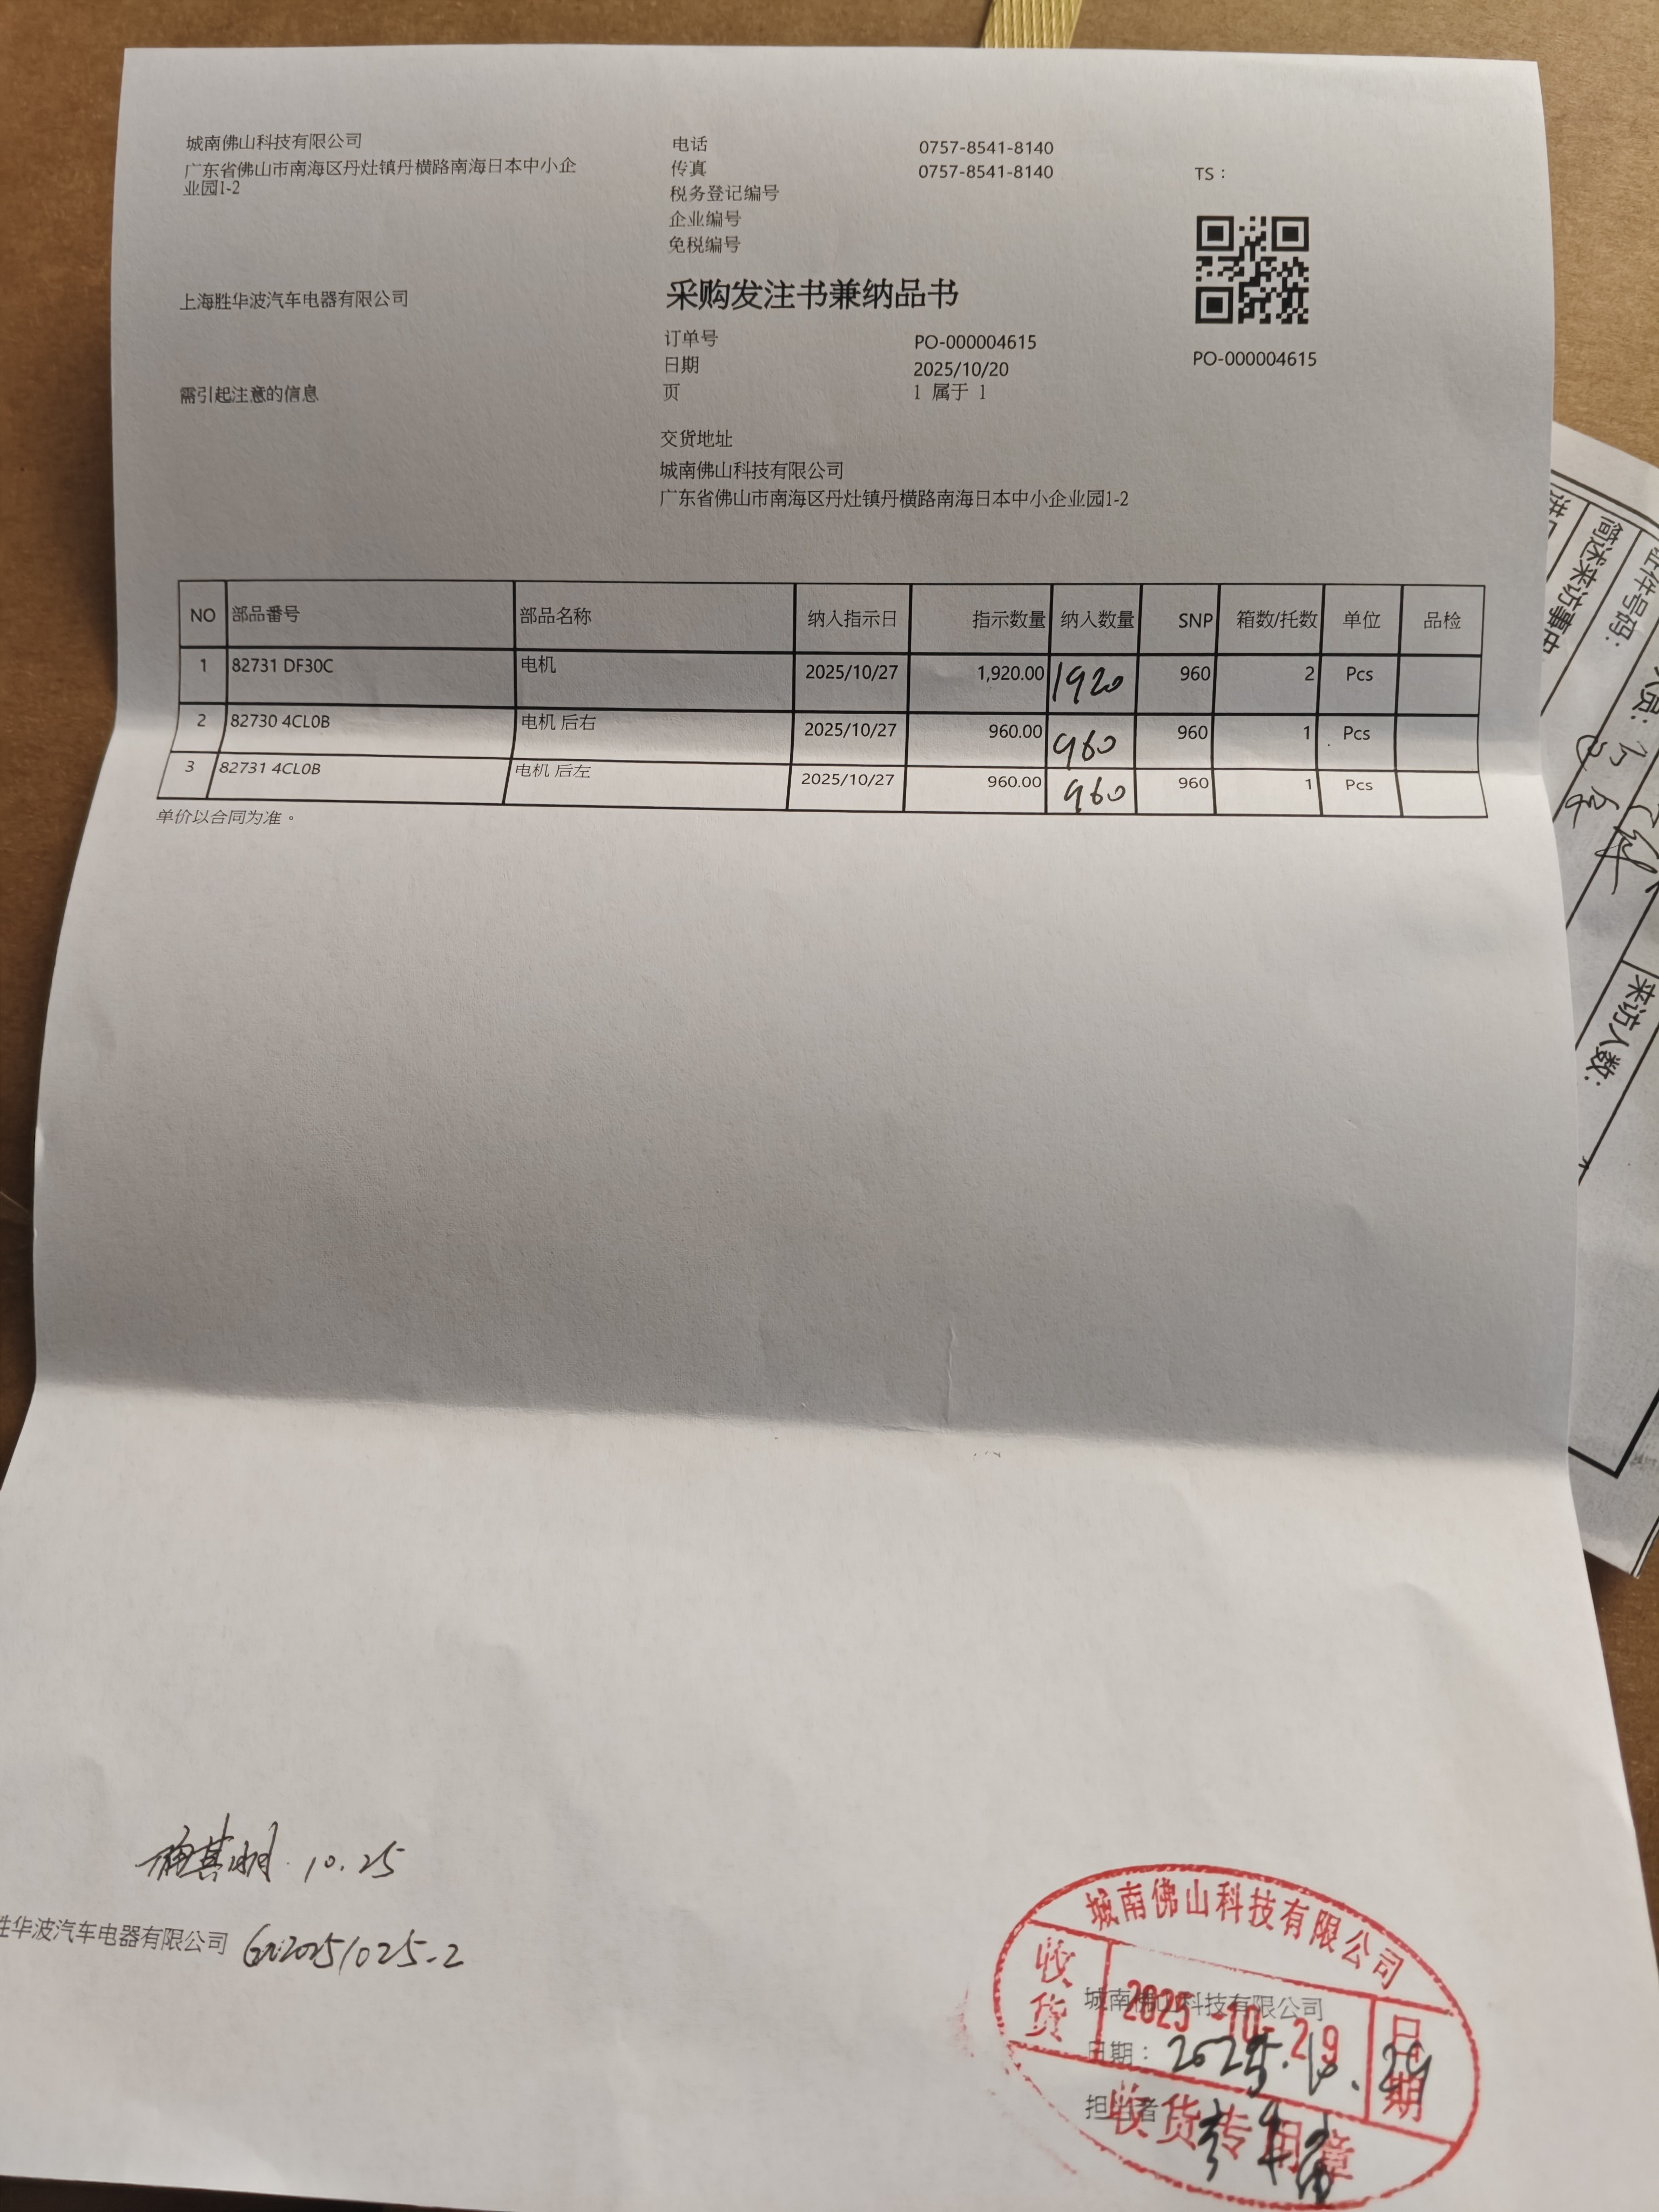 城南佛山科技有限公司
广东省佛山市南海区丹灶镇丹横路南海日本中小企
业园1-2
电话 0757-8541-8140
传真 0757-8541-8140
税务登记编号
企业编号
免税编号
TS：
上海胜华波汽车电器有限公司
采购发注书兼纳品书
订单号 PO-000004615
日期 2025/10/20
页 1 属于 1
PO-000004615
需引起注意的信息
交货地址
城南佛山科技有限公司
广东省佛山市南海区丹灶镇丹横路南海日本中小企业园1-2
NO 部品番号 部品名称 纳入指示日 指示数量 纳入数量 SNP 箱数/托数 单位 品检
1 82731 DF30C 电机 2025/10/27 1,920.00 1920 960 2 Pcs
2 82730 4CL0B 电机 后右 2025/10/27 960.00 960 960 1 Pcs
3 82731 4CL0B 电机 后左 2025/10/27 960.00 960 960 1 Pcs
单价以合同为准。
10.25
胜华波汽车电器有限公司 20251025-2
城南佛山科技有限公司
收货
2025-10-29
日期
收货专用章
城南佛山科技有限公司
日期：2025.10.29
担当者
证件号码：
简述来访事由
来访人数：